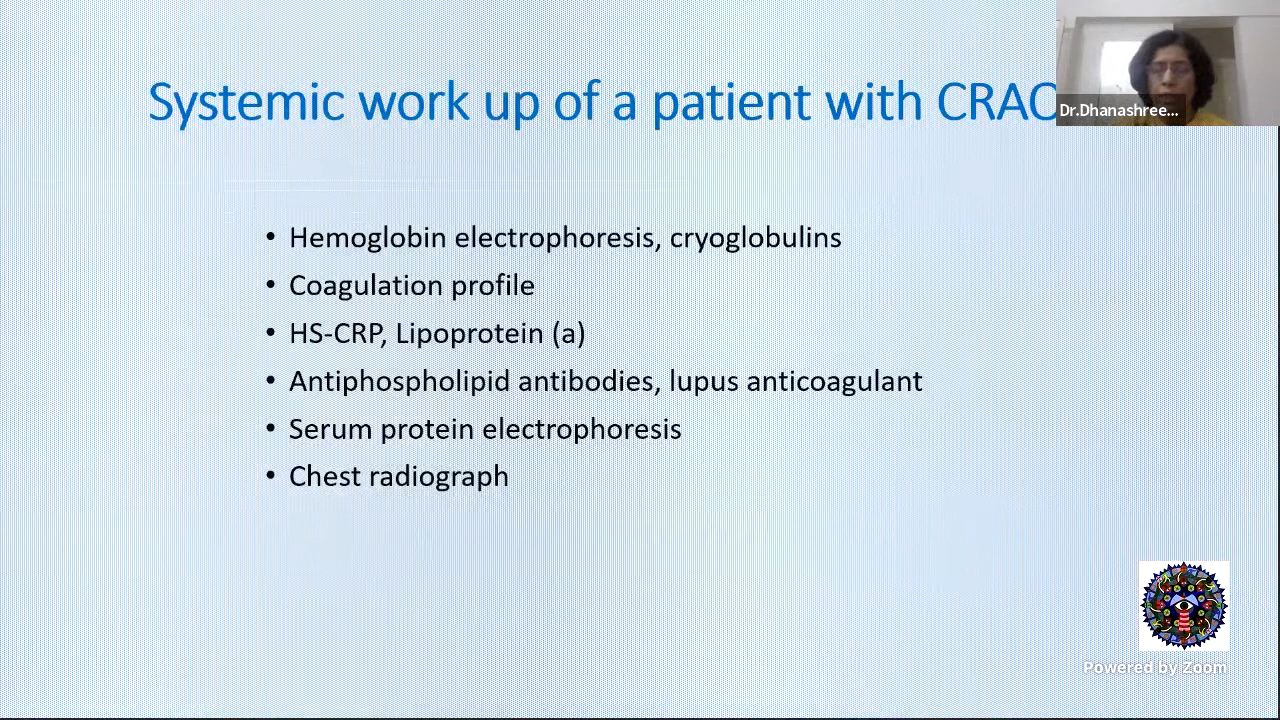 Systemic work up of a patient with CRAO
Dr.Dhanashree...
• Hemoglobin electrophoresis, cryoglobulins
• Coagulation profile
• HS-CRP, Lipoprotein (a)
• Antiphospholipid antibodies, lupus anticoagulant
• Serum protein electrophoresis
• Chest radiograph
Powered by Zoom